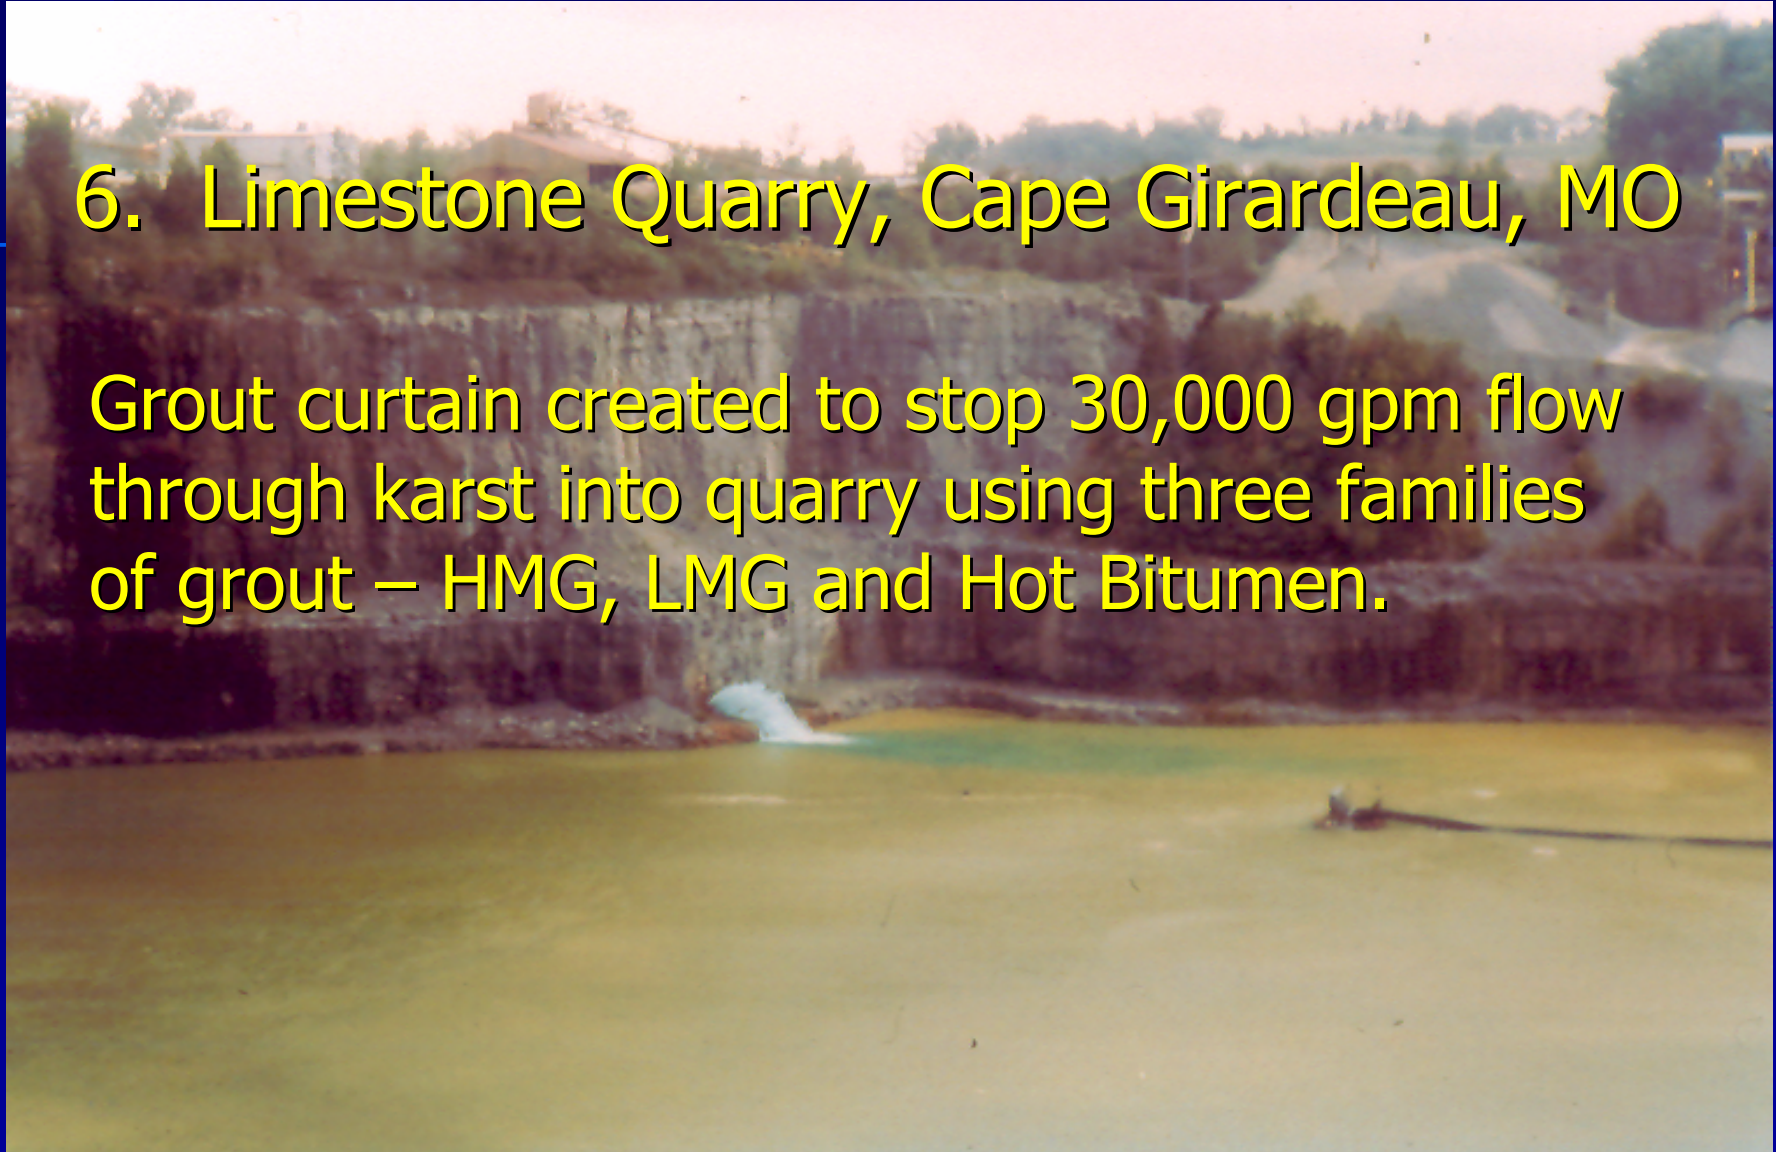 6. Limestone Quarry, Cape Girardeau, MO
Grout curtain created to stop 30,000 gpm flow
through karst into quarry using three families
of grout – HMG, LMG and Hot Bitumen.